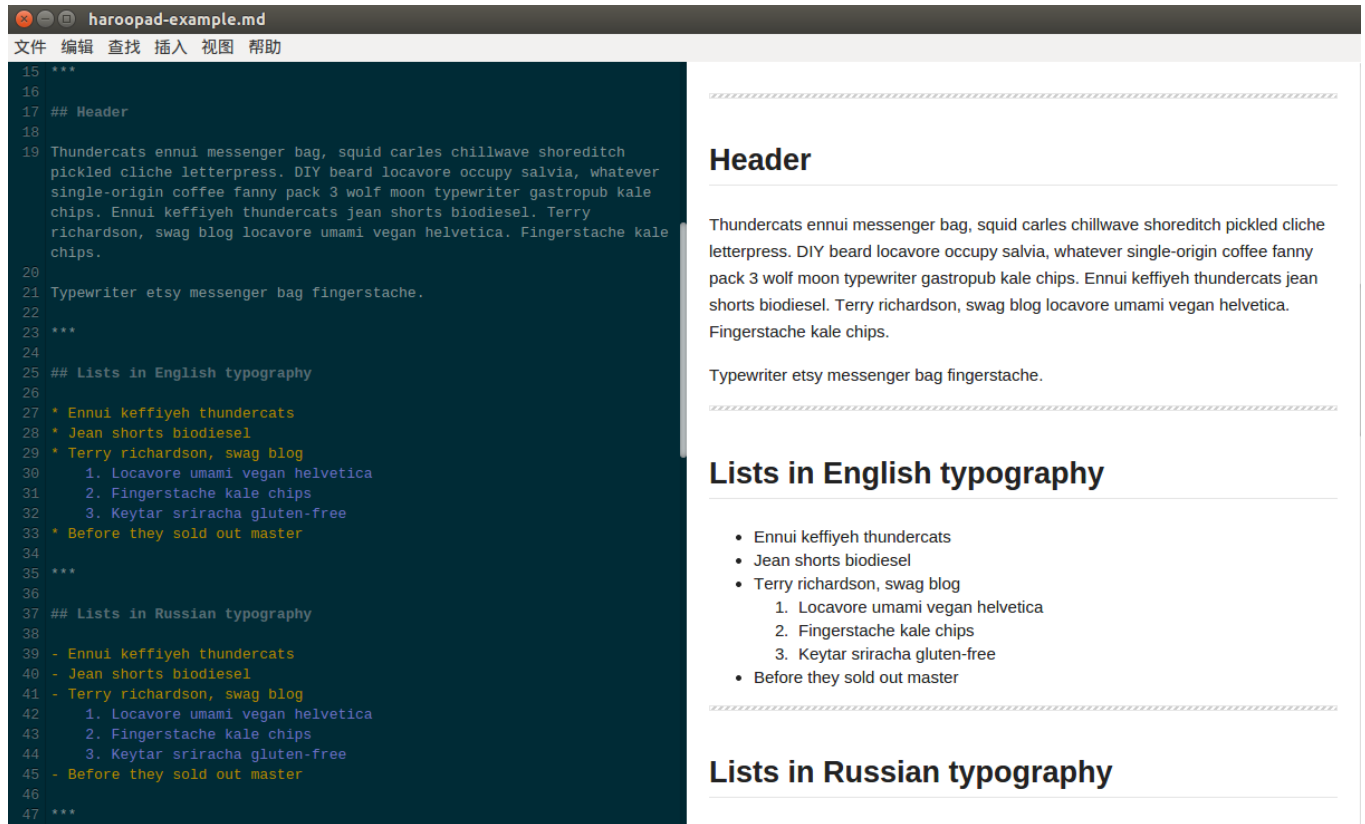 haroopad-example.md
文件 编辑 查找 插入 视图 帮助
15 ***
16
17 ## Header
18
19 Thundercats ennui messenger bag, squid carles chillwave shoreditch
pickled cliche letterpress. DIY beard locavore occupy salvia, whatever
single-origin coffee fanny pack 3 wolf moon typewriter gastropub kale
chips. Ennui keffiyeh thundercats jean shorts biodiesel. Terry
richardson, swag blog locavore umami vegan helvetica. Fingerstache kale
chips.
20
21 Typewriter etsy messenger bag fingerstache.
22
23 ***
24
25 ## Lists in English typography
26
27 * Ennui keffiyeh thundercats
28 * Jean shorts biodiesel
29 * Terry richardson, swag blog
30 1. Locavore umami vegan helvetica
31 2. Fingerstache kale chips
32 3. Keytar sriracha gluten-free
33 * Before they sold out master
34
35 ***
36
37 ## Lists in Russian typography
38
39 - Ennui keffiyeh thundercats
40 - Jean shorts biodiesel
41 - Terry richardson, swag blog
42 1. Locavore umami vegan helvetica
43 2. Fingerstache kale chips
44 3. Keytar sriracha gluten-free
45 - Before they sold out master
46
47 ***
Header
Thundercats ennui messenger bag, squid carles chillwave shoreditch pickled cliche
letterpress. DIY beard locavore occupy salvia, whatever single-origin coffee fanny
pack 3 wolf moon typewriter gastropub kale chips. Ennui keffiyeh thundercats jean
shorts biodiesel. Terry richardson, swag blog locavore umami vegan helvetica.
Fingerstache kale chips.
Typewriter etsy messenger bag fingerstache.
Lists in English typography
• Ennui keffiyeh thundercats
• Jean shorts biodiesel
• Terry richardson, swag blog
1. Locavore umami vegan helvetica
2. Fingerstache kale chips
3. Keytar sriracha gluten-free
• Before they sold out master
Lists in Russian typography